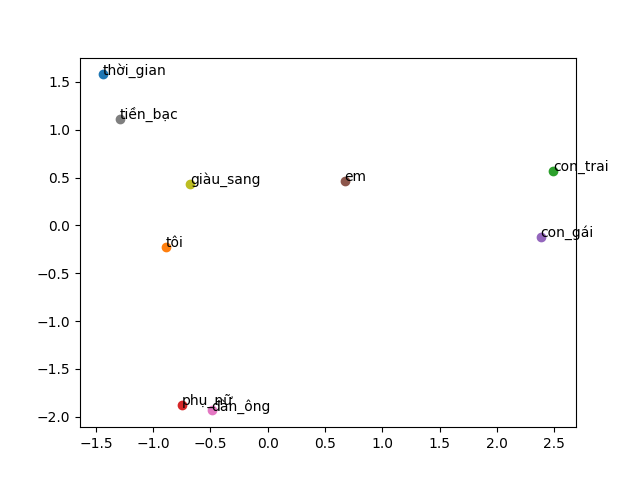 thời_gian
1.5
tiền_bạc
1.0
con_trai
0.5
giàu_sang
em
0.0
con_gái
tôi
−0.5
−1.0
−1.5
phụ_nữ
đàn_ông
−2.0
−1.5 −1.0 −0.5 0.0 0.5 1.0 1.5 2.0 2.5